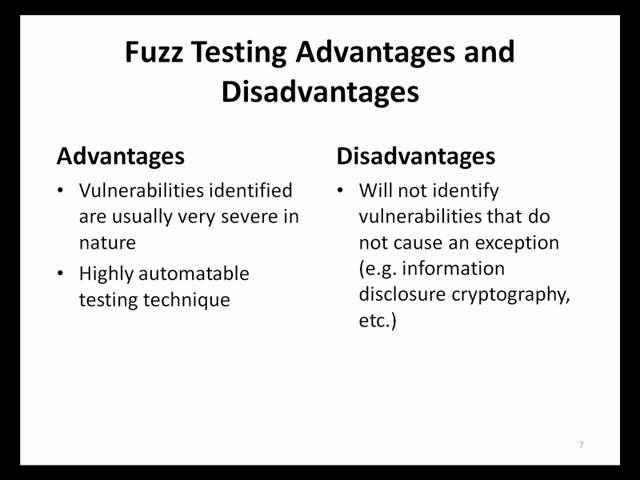 Fuzz Testing Advantages and
Disadvantages
Advantages
• Vulnerabilities identified
are usually very severe in
nature
• Highly automatable
testing technique
Disadvantages
• Will not identify
vulnerabilities that do
not cause an exception
(e.g. information
disclosure cryptography,
etc.)
7